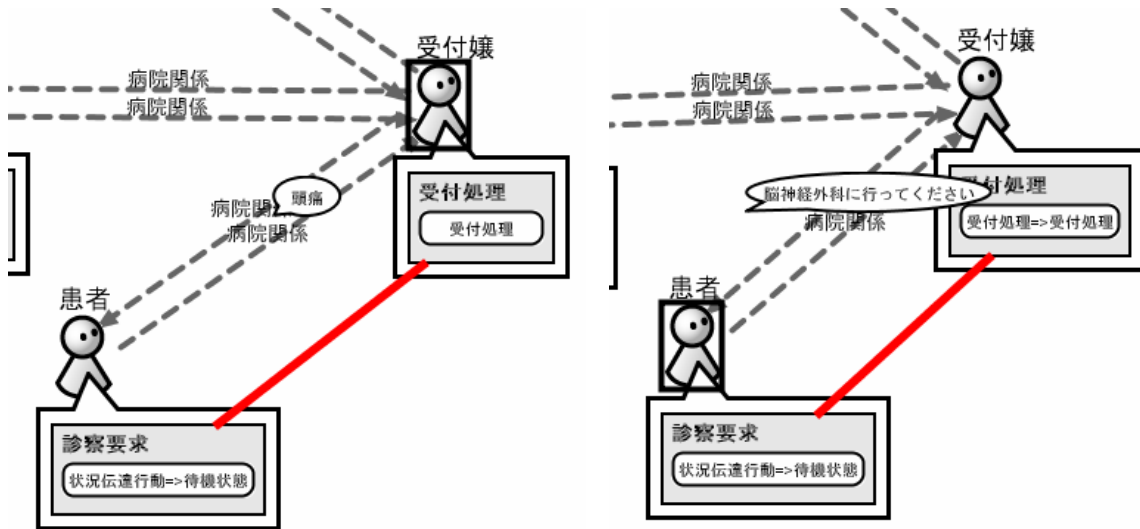 受付嬢
病院関係
病院関係
頭痛
病院関係
病院関係
受付処理
受付処理
患者
診察要求
状況伝達行動=>待機状態
受付嬢
病院関係
病院関係
脳神経外科に行ってください
病院関係
受付処理
受付処理=>受付処理
患者
診察要求
状況伝達行動=>待機状態